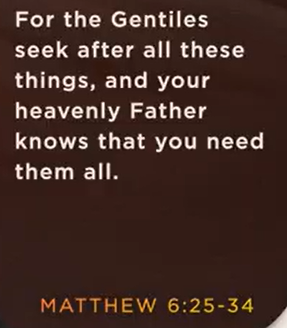 For the Gentiles
seek after all these
things, and your
heavenly Father
knows that you need
them all.
MATTHEW 6:25-34